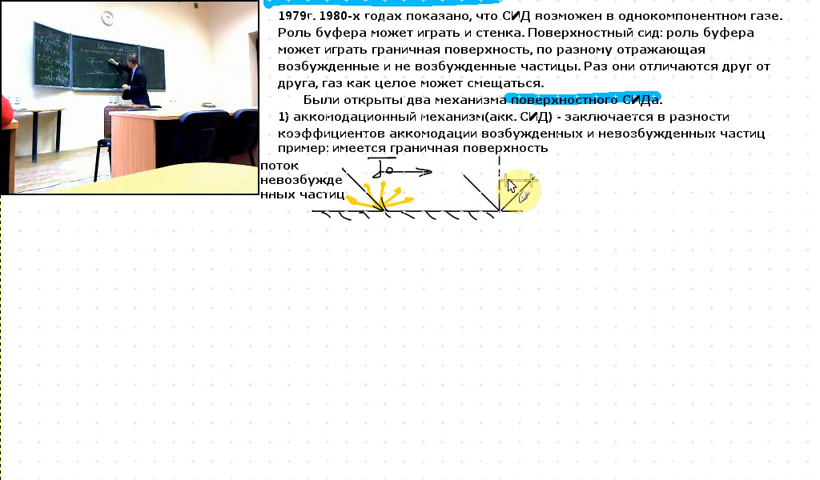 1979г. 1980-х годах показано, что СИД возможен в однокомпонентном газе.
Роль буфера может играть и стенка. Поверхностный сид: роль буфера
может играть граничная поверхность, по разному отражающая
возбужденные и не возбужденные частицы. Раз они отличаются друг от
друга, газ как целое может смещаться.
Были открыты два механизма поверхностного СИДа.
1) аккомодационный механизм(акк. СИД) - заключается в разности
коэффициентов аккомодации возбужденных и невозбужденных частиц
пример: имеется граничная поверхность
поток
невозбужде
нных частиц